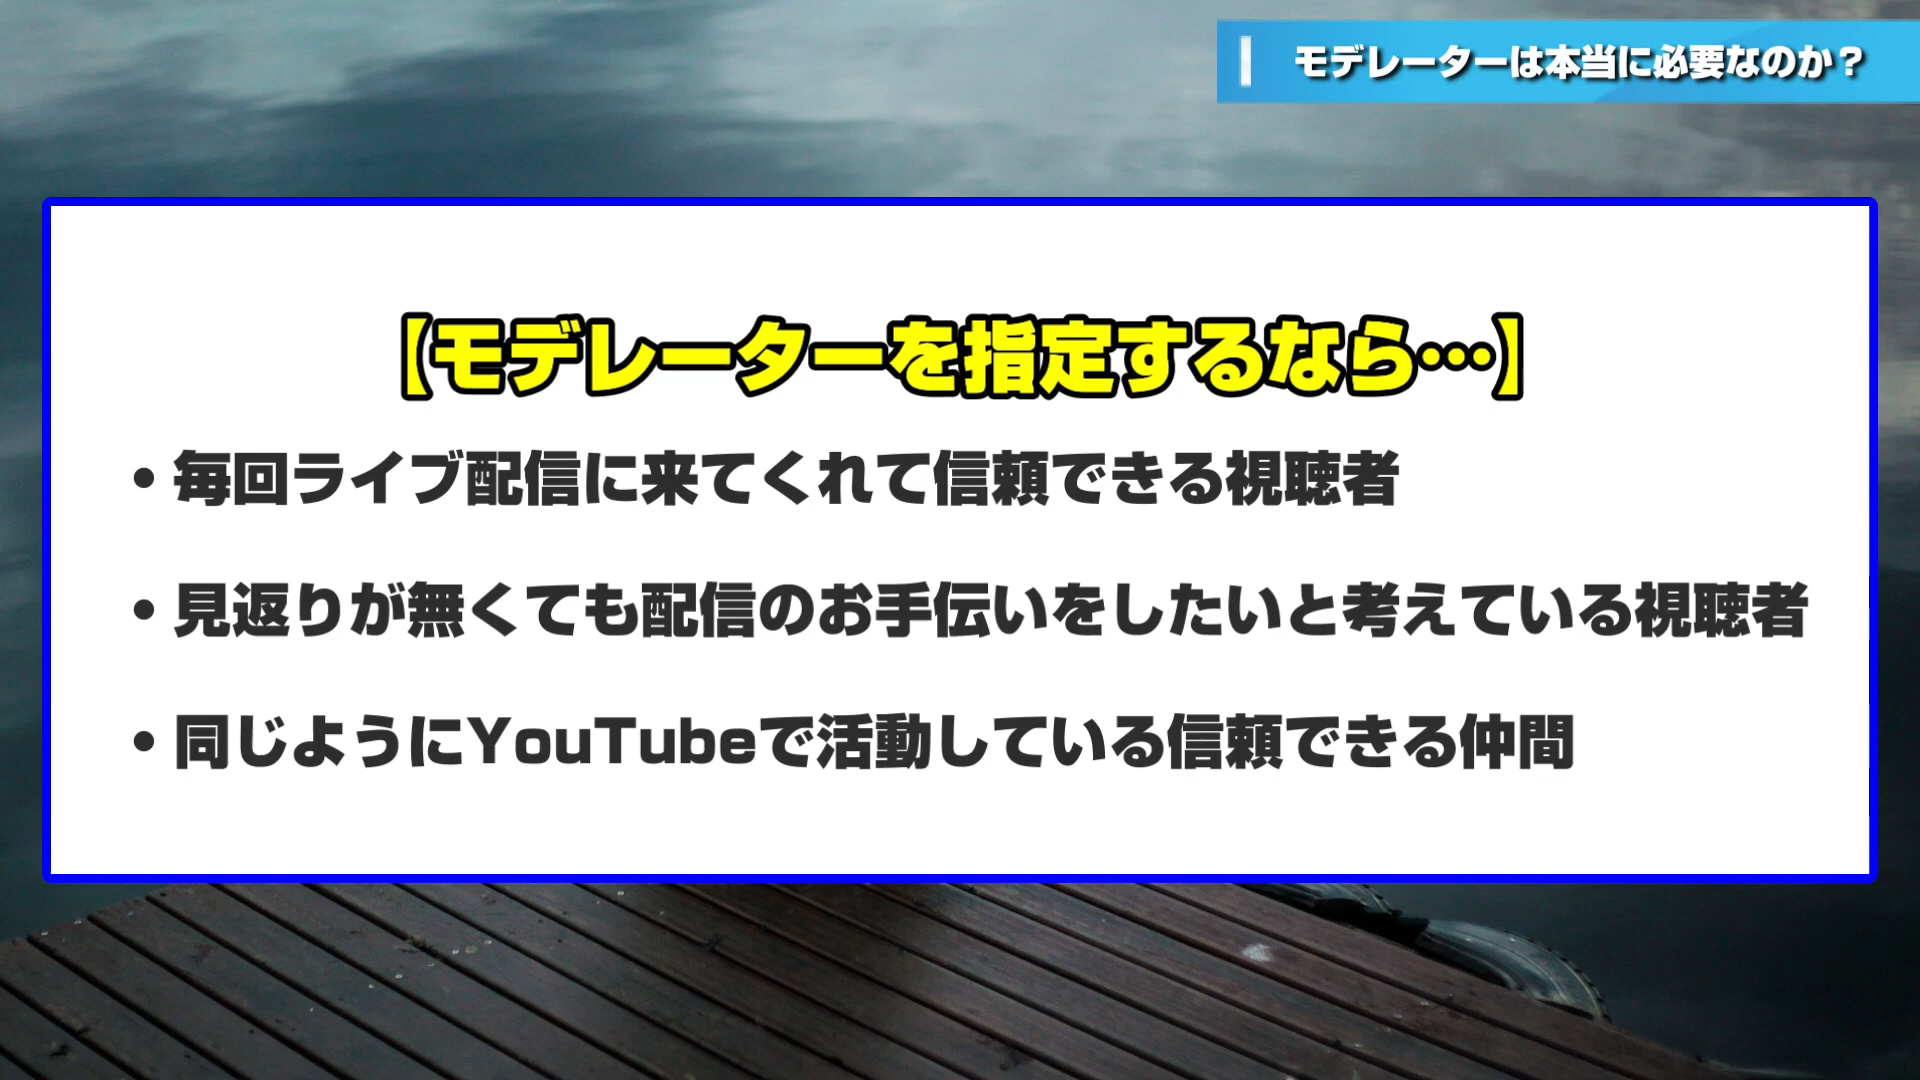 モデレーターは本当に必要なのか？
【モデレーターを指定するなら…】
・毎回ライブ配信に来てくれて信頼できる視聴者
・見返りが無くても配信のお手伝いをしたいと考えている視聴者
・同じようにYouTubeで活動している信頼できる仲間